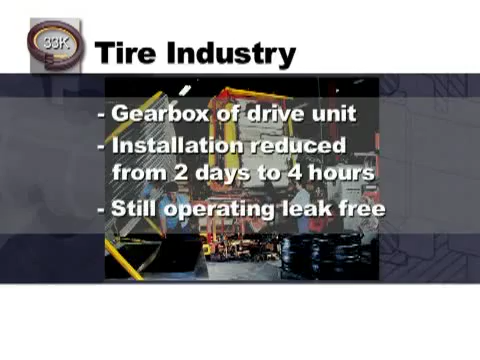 33K
Tire Industry
- Gearbox of drive unit
- Installation reduced
from 2 days to 4 hours
- Still operating leak free